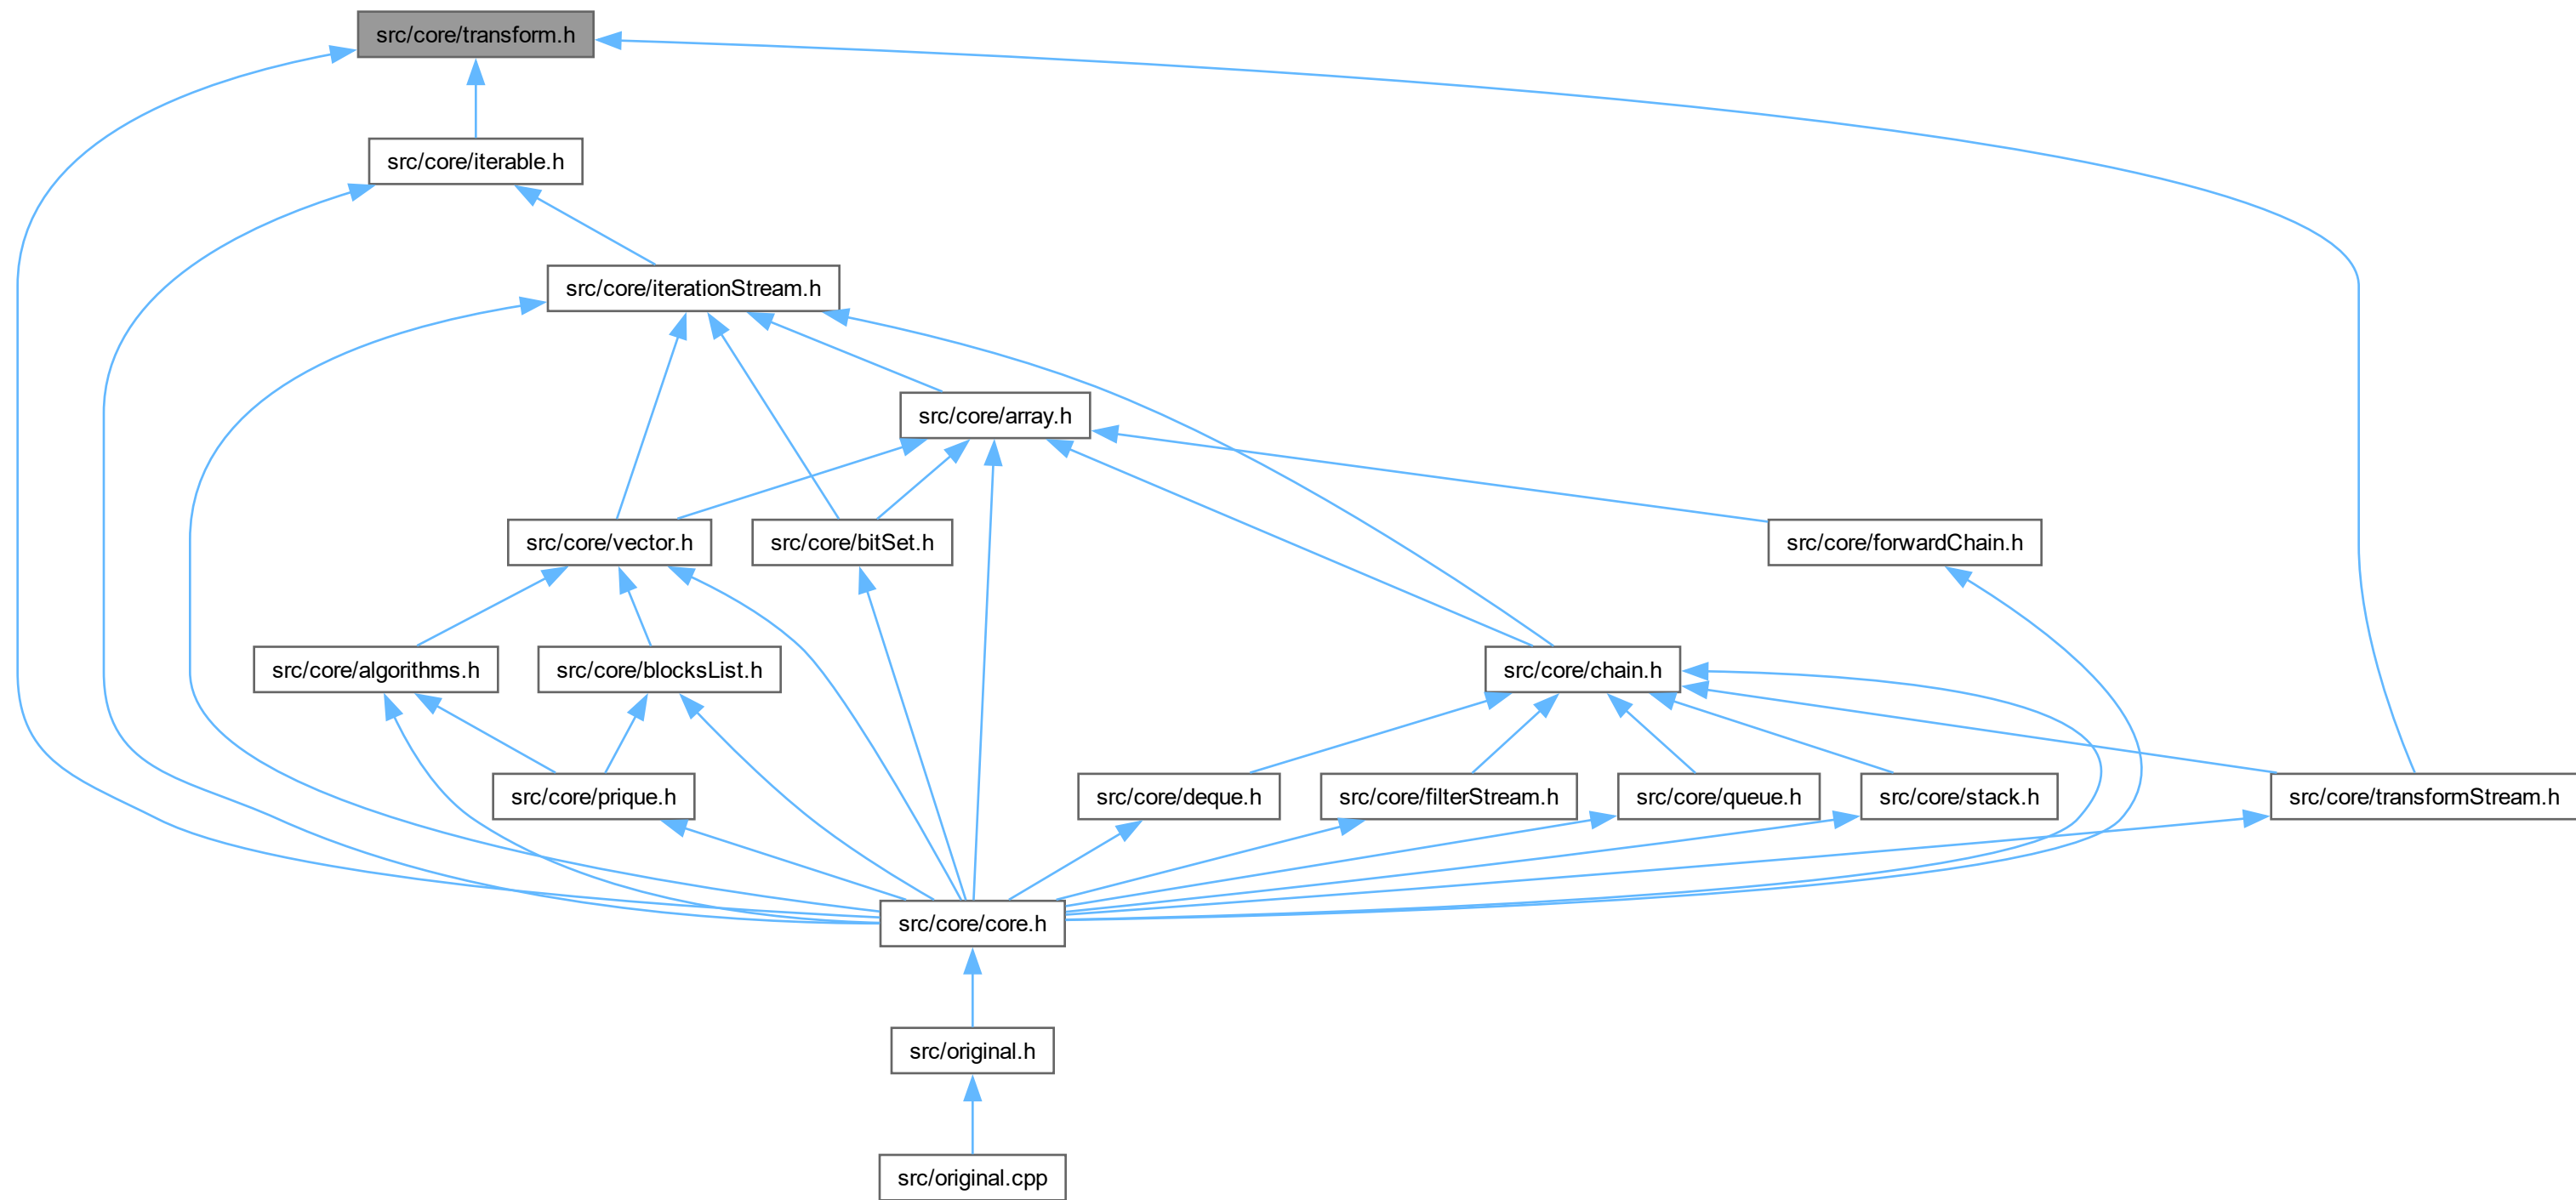 src/core/transform.h
src/core/iterable.h
src/core/iterationStream.h
src/core/array.h
src/core/vector.h
src/core/bitSet.h
src/core/forwardChain.h
src/core/algorithms.h
src/core/blocksList.h
src/core/chain.h
src/core/prique.h
src/core/deque.h
src/core/filterStream.h
src/core/queue.h
src/core/stack.h
src/core/transformStream.h
src/core/core.h
src/original.h
src/original.cpp